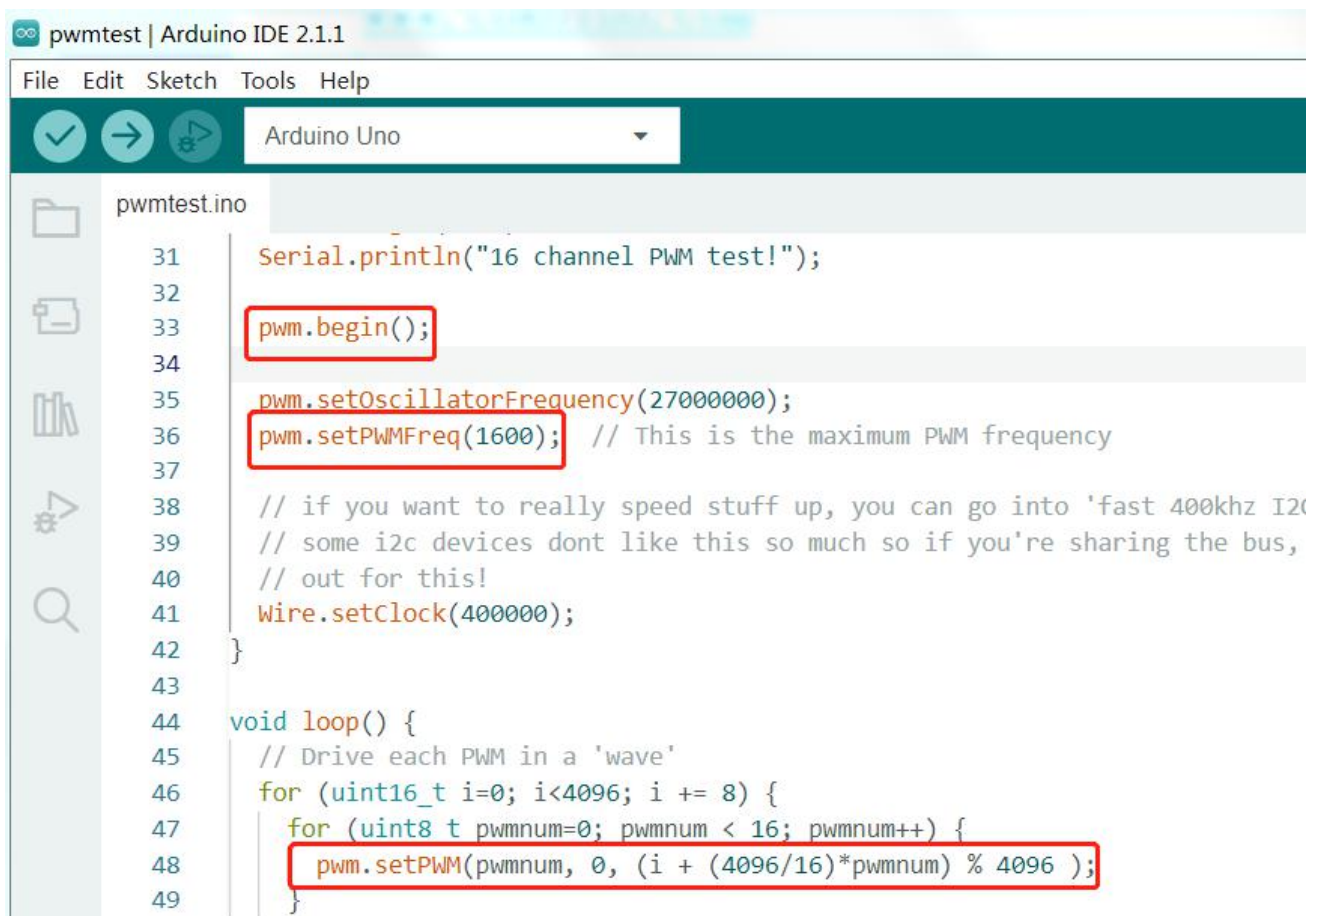 pwmtest | Arduino IDE 2.1.1
File Edit Sketch Tools Help
Arduino Uno
pwmtest.ino
31 Serial.println("16 channel PWM test!");
32
33 pwm.begin();
34
35 pwm.setOscillatorFrequency(27000000);
36 pwm.setPWMFreq(1600); // This is the maximum PWM frequency
37
38 // if you want to really speed stuff up, you can go into 'fast 400khz I2C
39 // some i2c devices dont like this so much so if you're sharing the bus,
40 // out for this!
41 Wire.setClock(400000);
42 }
43
44 void loop() {
45 // Drive each PWM in a 'wave'
46 for (uint16_t i=0; i<4096; i += 8) {
47 for (uint8_t pwmnum=0; pwmnum < 16; pwmnum++) {
48 pwm.setPWM(pwmnum, 0, (i + (4096/16)*pwmnum) % 4096 );
49 }